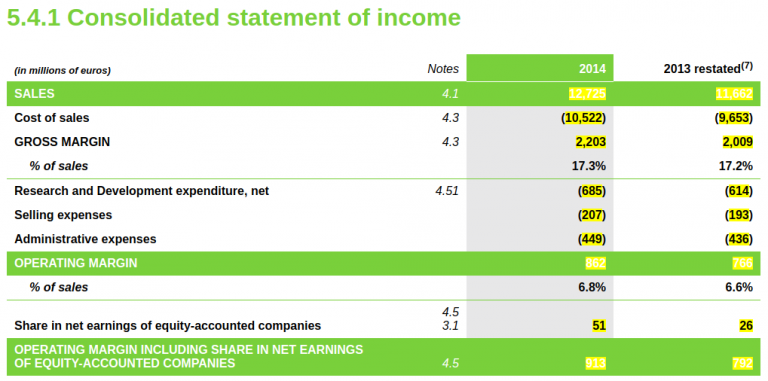 5.4.1 Consolidated statement of income
(in millions of euros) Notes 2014 2013 restated(7)
SALES 4.1 12,725 11,662
Cost of sales 4.3 (10,522) (9,653)
GROSS MARGIN 4.3 2,203 2,009
% of sales 17.3% 17.2%
Research and Development expenditure, net 4.51 (685) (614)
Selling expenses (207) (193)
Administrative expenses (449) (436)
OPERATING MARGIN 862 766
% of sales 6.8% 6.6%
4.5
Share in net earnings of equity-accounted companies 3.1 51 26
OPERATING MARGIN INCLUDING SHARE IN NET EARNINGS
OF EQUITY-ACCOUNTED COMPANIES 4.5 913 792